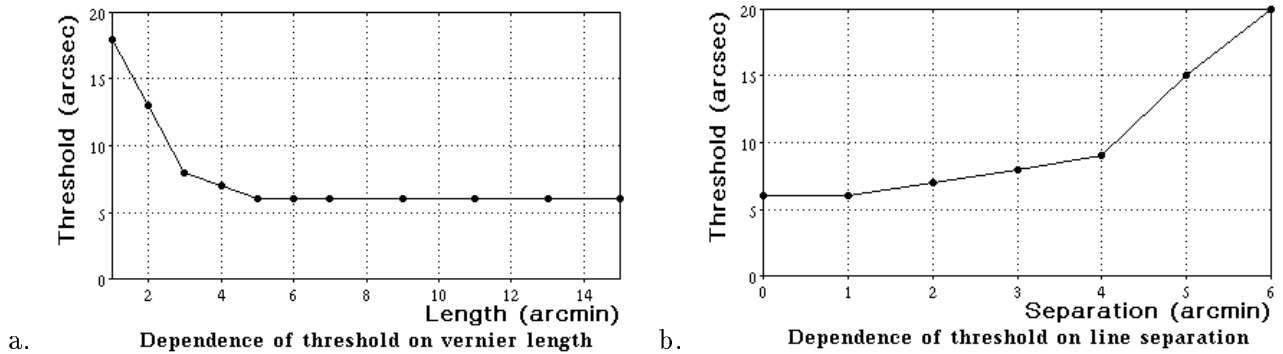 20
15
10
5
0
Threshold (arcsec)
2 4 6 8 10 12 14
Length (arcmin)
a. Dependence of threshold on vernier length
20
15
10
5
0
Threshold (arcsec)
0 1 2 3 4 5 6
Separation (arcmin)
b. Dependence of threshold on line separation